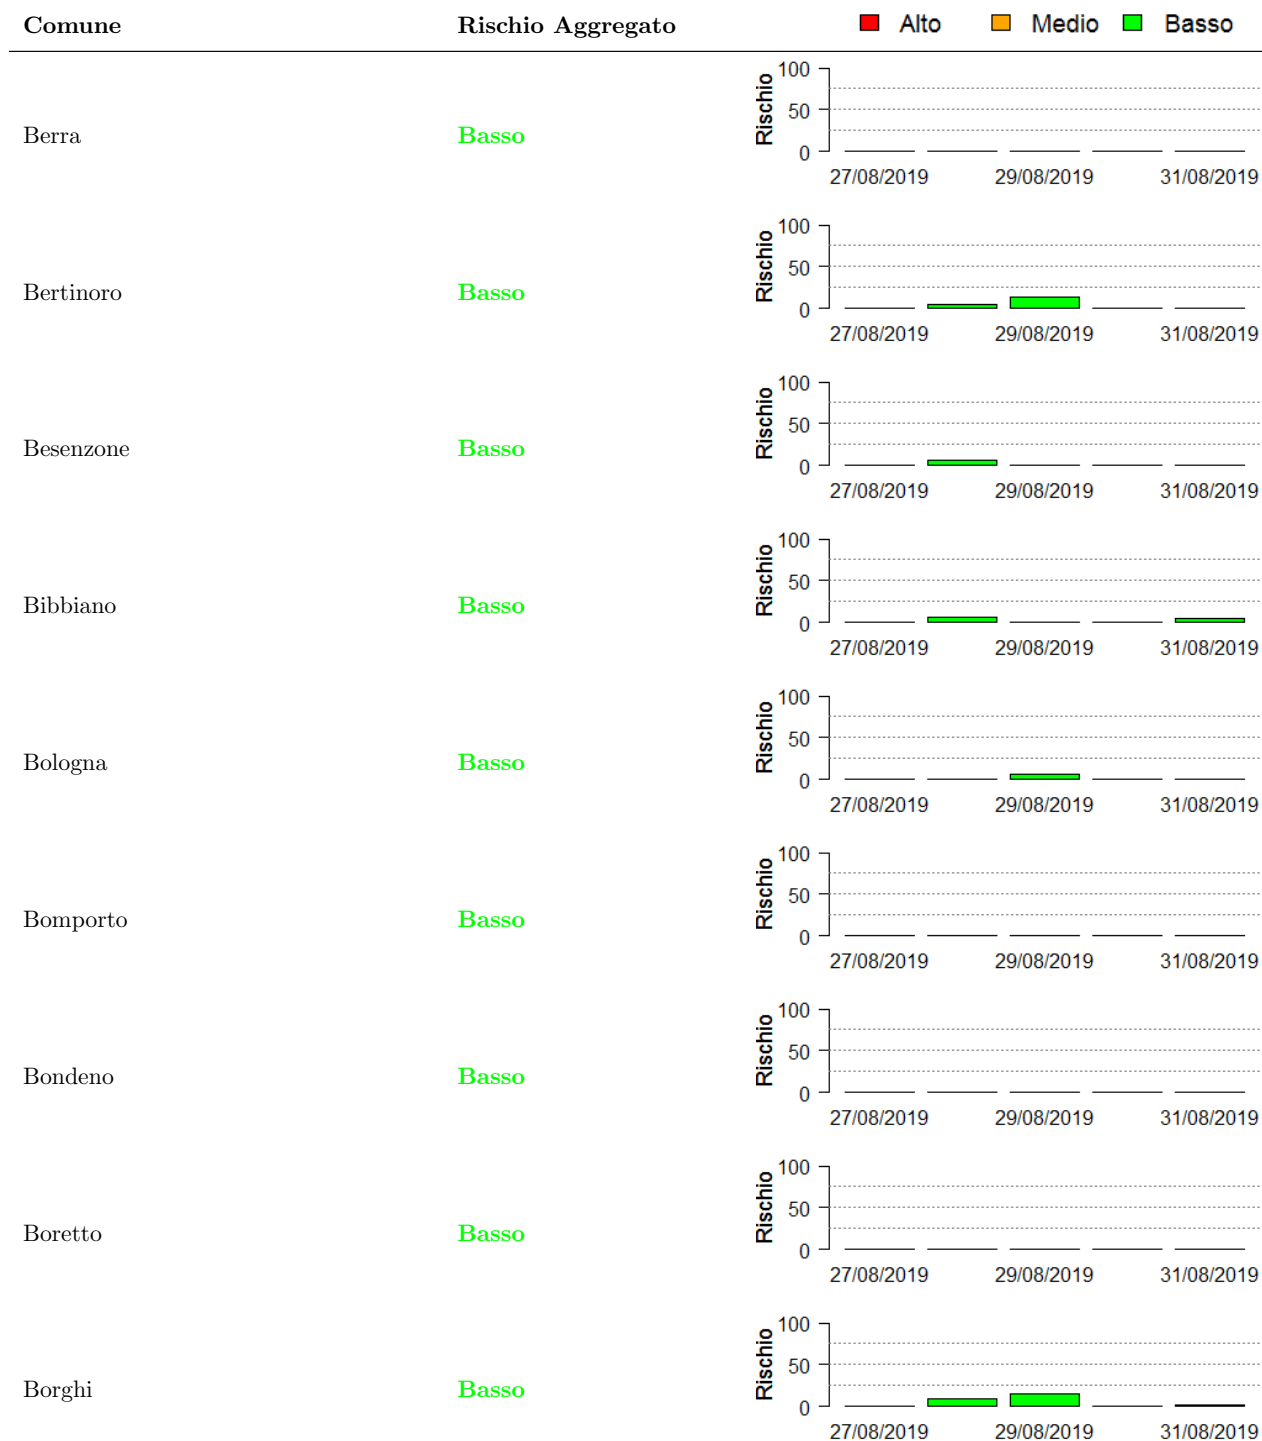 Comune Rischio Aggregato Alto Medio Basso
Berra Basso Rischio 100 50 0
27/08/2019 29/08/2019 31/08/2019
Bertinoro Basso Rischio 100 50 0
27/08/2019 29/08/2019 31/08/2019
Besenzone Basso Rischio 100 50 0
27/08/2019 29/08/2019 31/08/2019
Bibbiano Basso Rischio 100 50 0
27/08/2019 29/08/2019 31/08/2019
Bologna Basso Rischio 100 50 0
27/08/2019 29/08/2019 31/08/2019
Bomporto Basso Rischio 100 50 0
27/08/2019 29/08/2019 31/08/2019
Bondeno Basso Rischio 100 50 0
27/08/2019 29/08/2019 31/08/2019
Boretto Basso Rischio 100 50 0
27/08/2019 29/08/2019 31/08/2019
Borghi Basso Rischio 100 50 0
27/08/2019 29/08/2019 31/08/2019